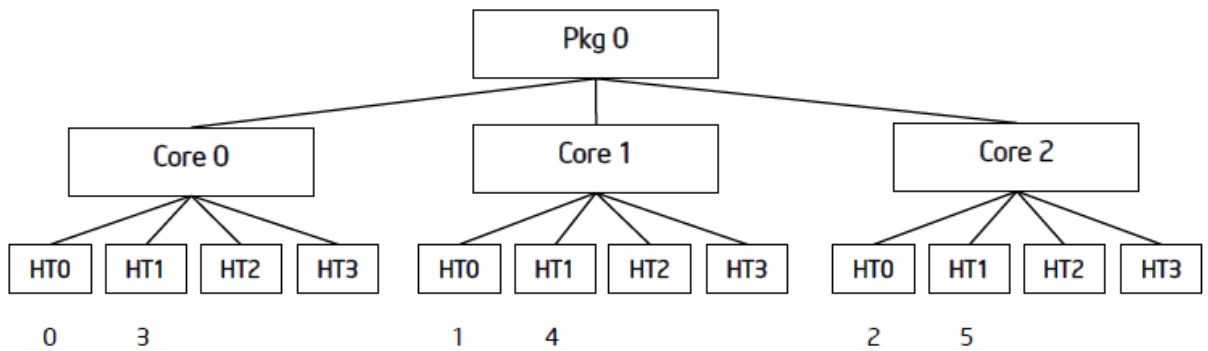 Pkg 0
Core 0 Core 1 Core 2
HT0 HT1 HT2 HT3 HT0 HT1 HT2 HT3 HT0 HT1 HT2 HT3
0 3 1 4 2 5